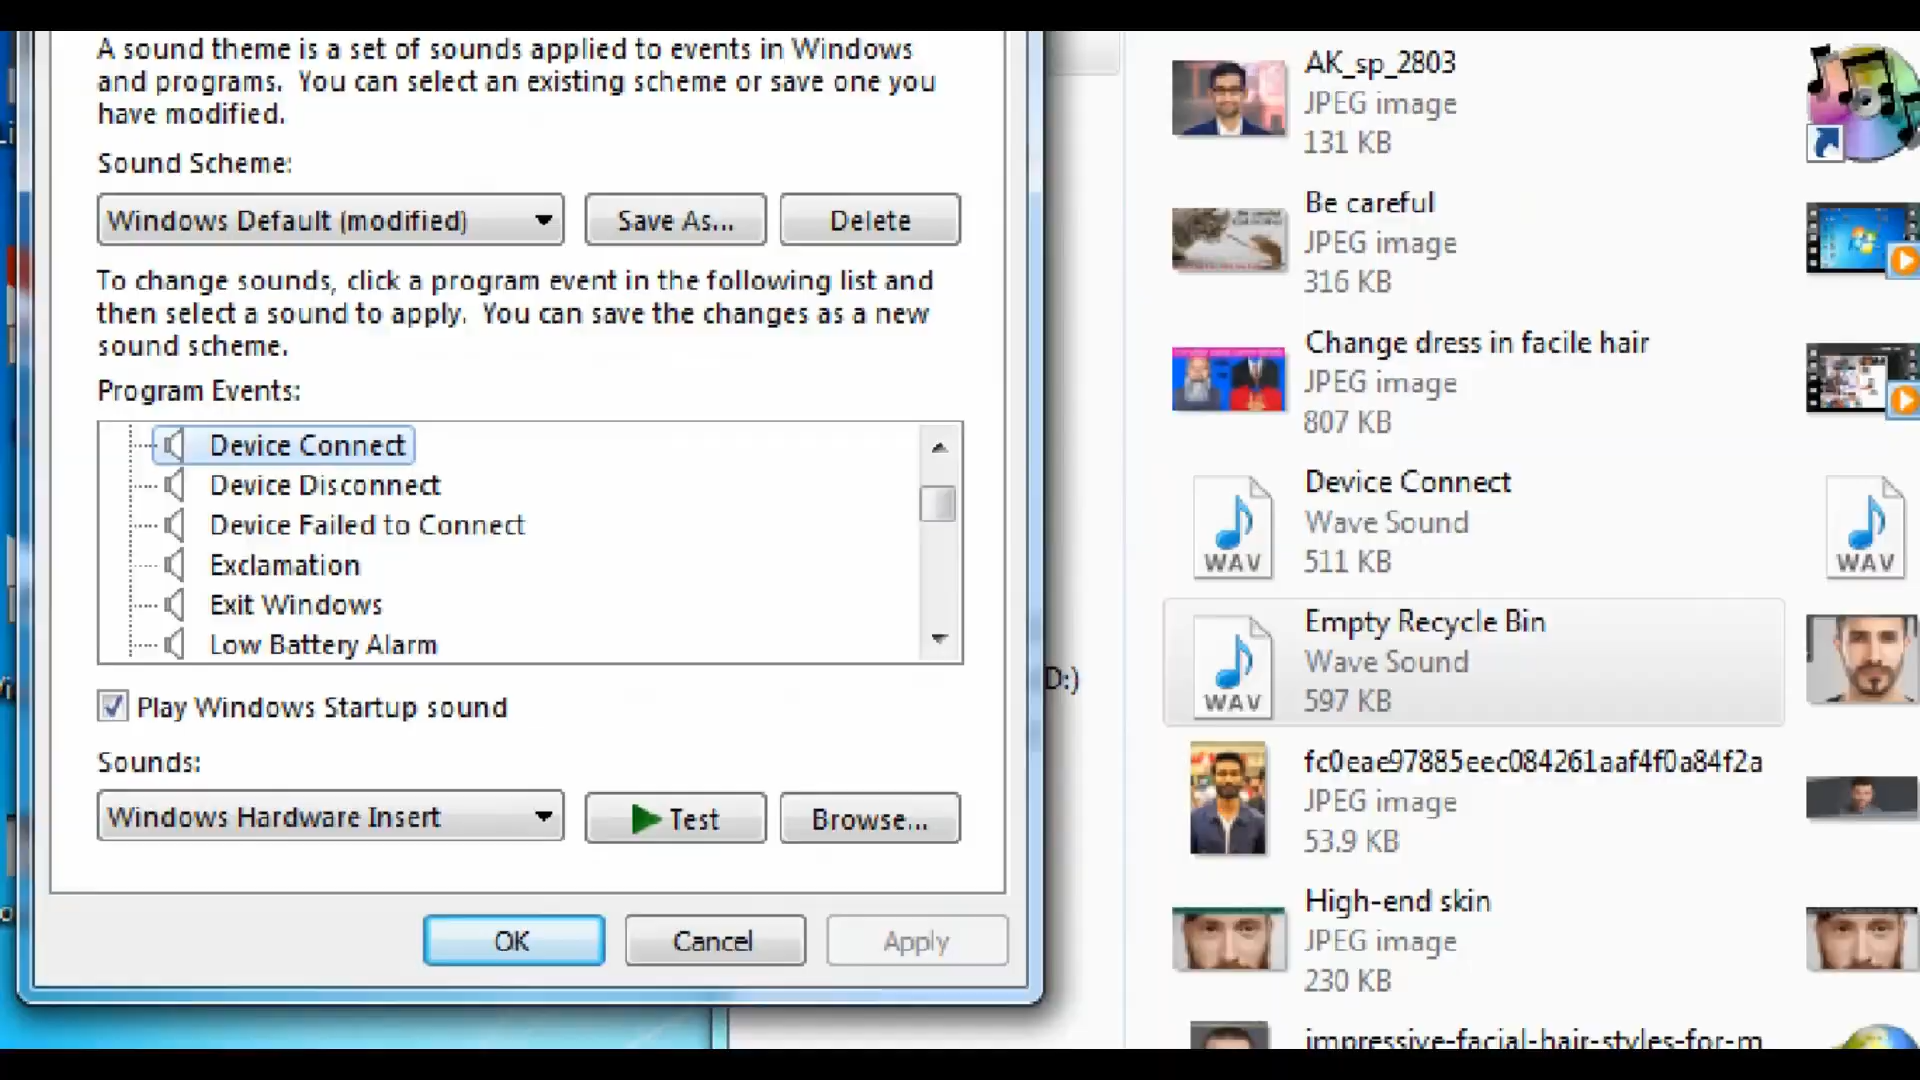 A sound theme is a set of sounds applied to events in Windows
and programs.  You can select an existing scheme or save one you
have modified.
Sound Scheme:
Windows Default (modified)
Save As...
Delete
To change sounds, click a program event in the following list and
then select a sound to apply.  You can save the changes as a new
sound scheme.
Program Events:
Device Connect
Device Disconnect
Device Failed to Connect
Exclamation
Exit Windows
Low Battery Alarm
Play Windows Startup sound
Sounds:
Windows Hardware Insert
Test
Browse...
OK
Cancel
Apply
D:)
AK_sp_2803
JPEG image
131 KB
Be careful
JPEG image
316 KB
Change dress in facile hair
JPEG image
807 KB
WAV
Device Connect
Wave Sound
511 KB
WAV
WAV
Empty Recycle Bin
Wave Sound
597 KB
fc0eae97885eec084261aaf4f0a84f2a
JPEG image
53.9 KB
High-end skin
JPEG image
230 KB
impressive-facial-hair-styles-for-m